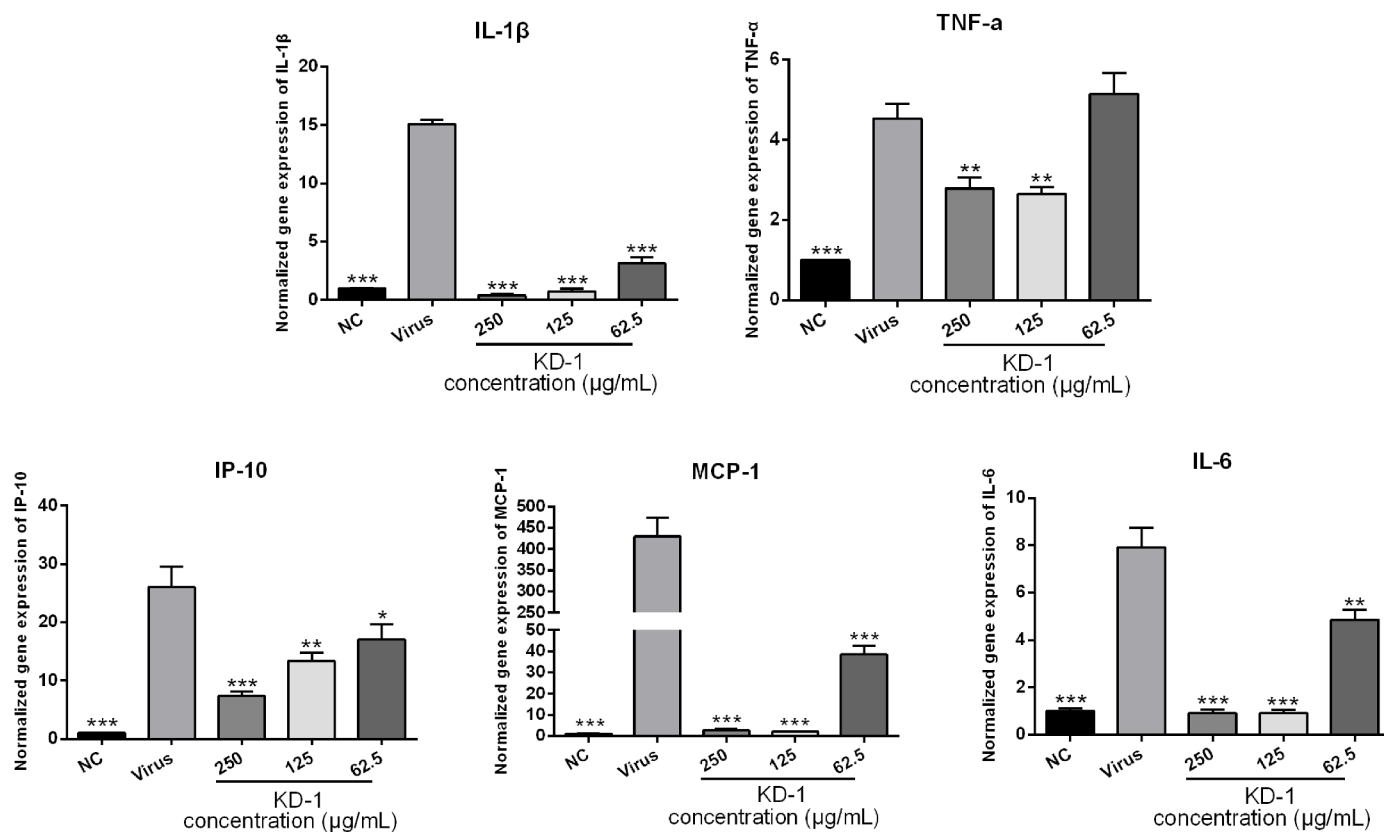 IL-1β
Normalized gene expression of IL-1β
20
15
10
5
0
***
***
***
***
NC
Virus
250
125
62.5
KD-1
concentration (μg/mL)
TNF-a
Normalized gene expression of TNF-α
6
4
2
0
***
**
**
NC
Virus
250
125
62.5
KD-1
concentration (μg/mL)
IP-10
Normalized gene expression of IP-10
40
30
20
10
0
***
***
**
*
NC
Virus
250
125
62.5
KD-1
concentration (μg/mL)
MCP-1
Normalized gene expression of MCP-1
500
450
400
350
300
250
50
40
30
20
10
0
***
***
***
***
NC
Virus
250
125
62.5
KD-1
concentration (μg/mL)
IL-6
Normalized gene expression of IL-6
10
8
6
4
2
0
***
***
***
**
NC
Virus
250
125
62.5
KD-1
concentration (μg/mL)